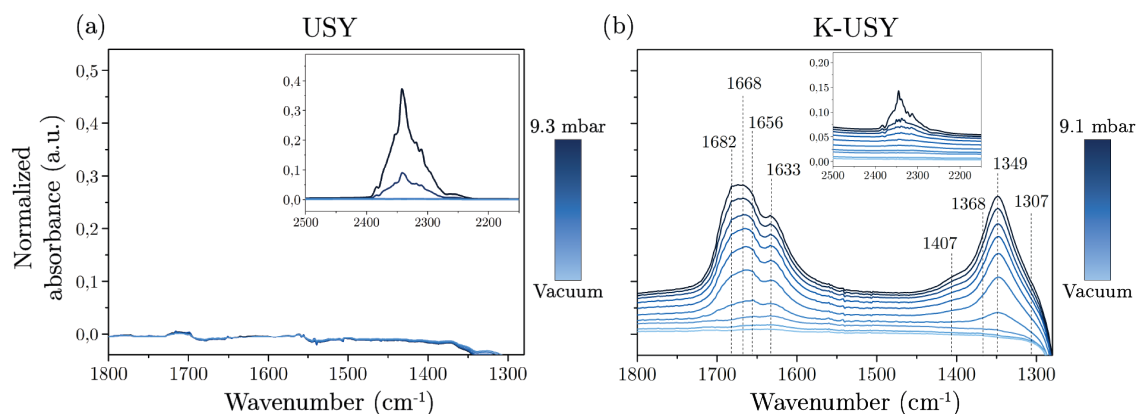 (a) USY
Normalized
absorbance (a.u.)
0,5
0,4
0,3
0,2
0,1
0,0
1800 1700 1600 1500 1400 1300
Wavenumber (cm⁻¹)
0,4
0,3
0,2
0,1
0,0
2500 2400 2300 2200
9.3 mbar
Vacuum
(b) K-USY
1682
1668
1656
1633
1407
1368
1349
1307
1800 1700 1600 1500 1400 1300
Wavenumber (cm⁻¹)
0.20
0.15
0.10
0.05
0.00
2500 2400 2300 2200
9.1 mbar
Vacuum